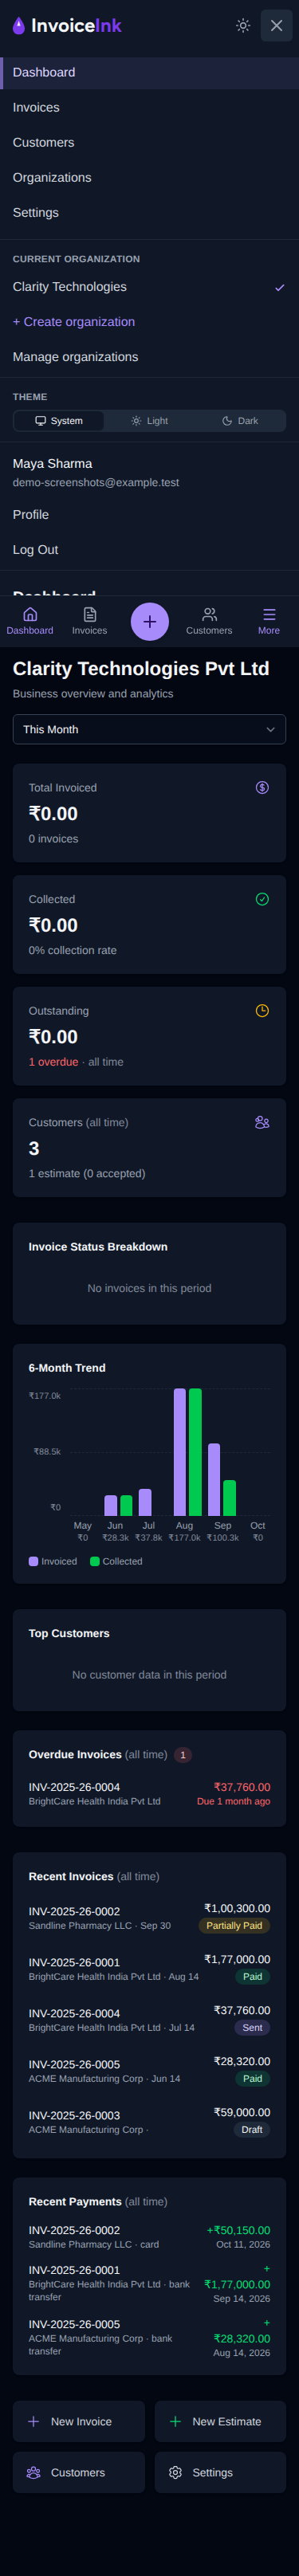 InvoiceInk
Dashboard
Invoices
Customers
Organizations
Settings
CURRENT ORGANIZATION
Clarity Technologies
+ Create organization
Manage organizations
THEME
System Light Dark
Maya Sharma
demo-screenshots@example.test
Profile
Log Out
Dashboard
Dashboard Invoices Customers More
Clarity Technologies Pvt Ltd
Business overview and analytics
This Month
Total Invoiced
₹0.00
0 invoices
Collected
₹0.00
0% collection rate
Outstanding
₹0.00
1 overdue · all time
Customers (all time)
3
1 estimate (0 accepted)
Invoice Status Breakdown
No invoices in this period
6-Month Trend
₹177.0k
₹88.5k
₹0
May Jun Jul Aug Sep Oct
₹0 ₹28.3k ₹37.8k ₹177.0k ₹100.3k ₹0
Invoiced Collected
Top Customers
No customer data in this period
Overdue Invoices (all time) 1
INV-2025-26-0004 ₹37,760.00
BrightCare Health India Pvt Ltd Due 1 month ago
Recent Invoices (all time)
INV-2025-26-0002 ₹1,00,300.00
Sandline Pharmacy LLC · Sep 30 Partially Paid
INV-2025-26-0001 ₹1,77,000.00
BrightCare Health India Pvt Ltd · Aug 14 Paid
INV-2025-26-0004 ₹37,760.00
BrightCare Health India Pvt Ltd · Jul 14 Sent
INV-2025-26-0005 ₹28,320.00
ACME Manufacturing Corp · Jun 14 Paid
INV-2025-26-0003 ₹59,000.00
ACME Manufacturing Corp · Draft
Recent Payments (all time)
INV-2025-26-0002 +₹50,150.00
Sandline Pharmacy LLC · card Oct 11, 2026
INV-2025-26-0001 +
BrightCare Health India Pvt Ltd · bank ₹1,77,000.00
transfer Sep 14, 2026
INV-2025-26-0005 +
ACME Manufacturing Corp · bank ₹28,320.00
transfer Aug 14, 2026
New Invoice New Estimate
Customers Settings